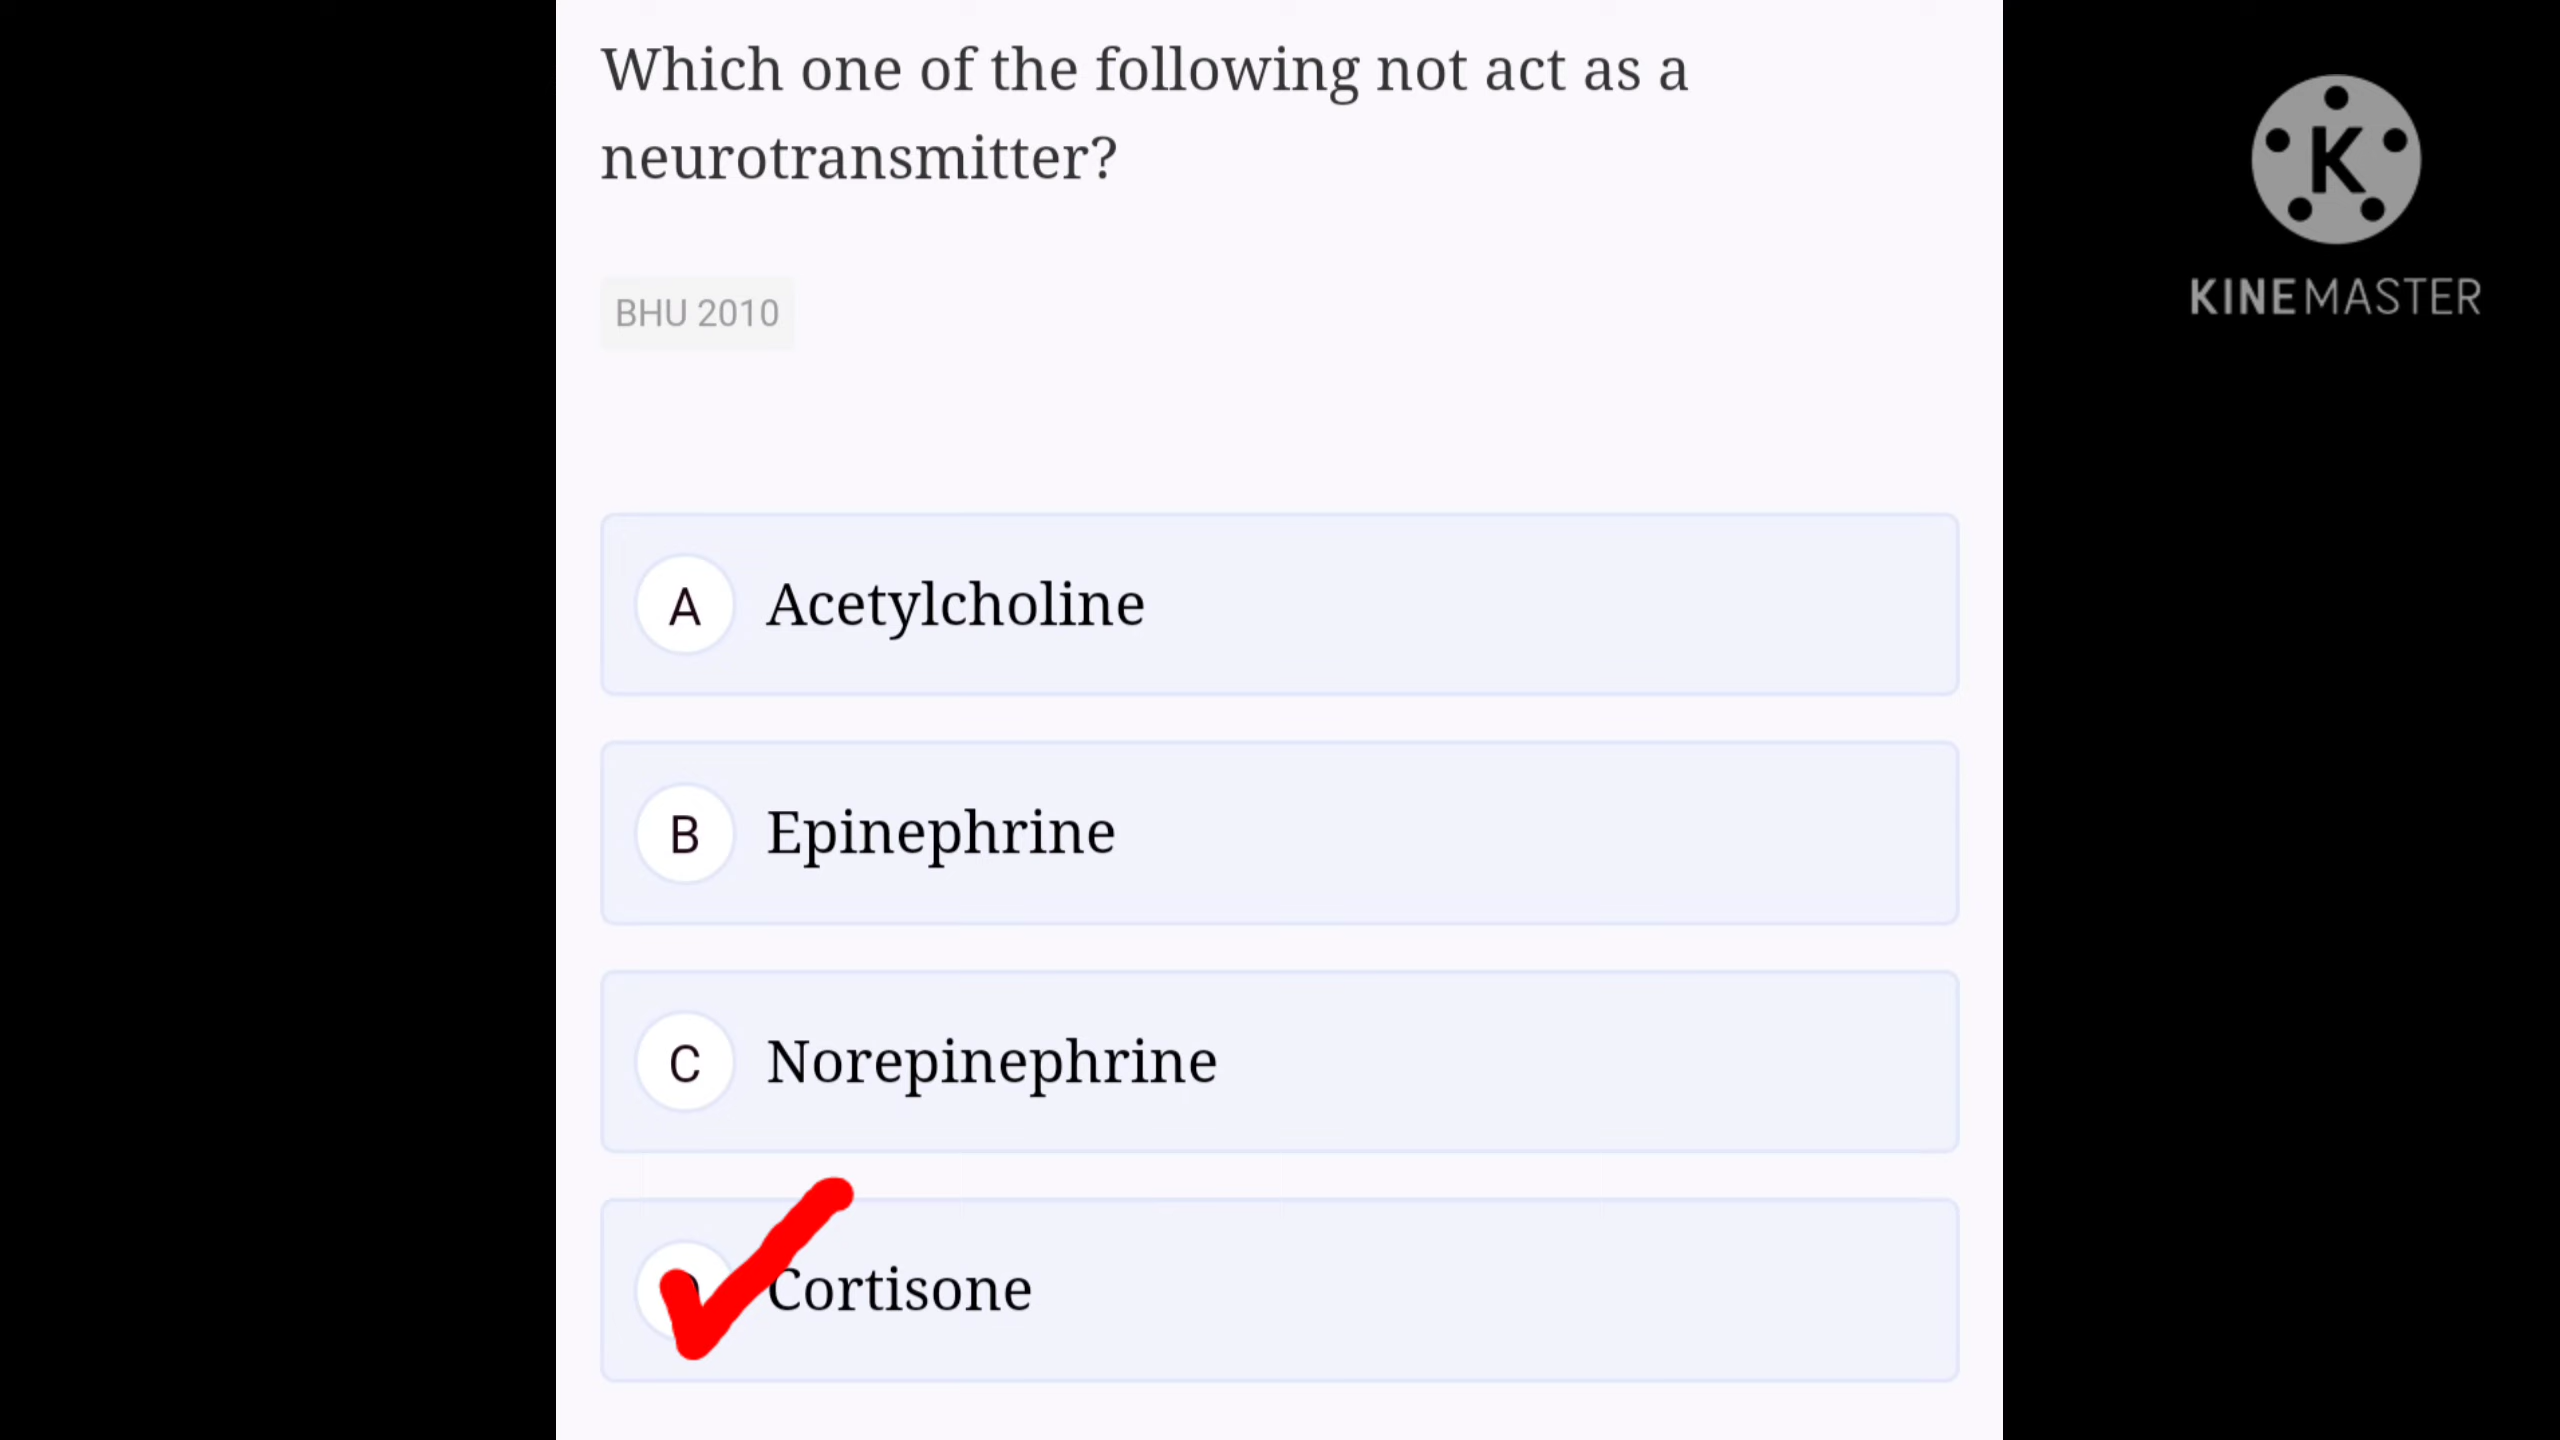 Which one of the following not act as a
neurotransmitter?
BHU 2010
A Acetylcholine
B Epinephrine
C Norepinephrine
Cortisone
K
KINEMASTER